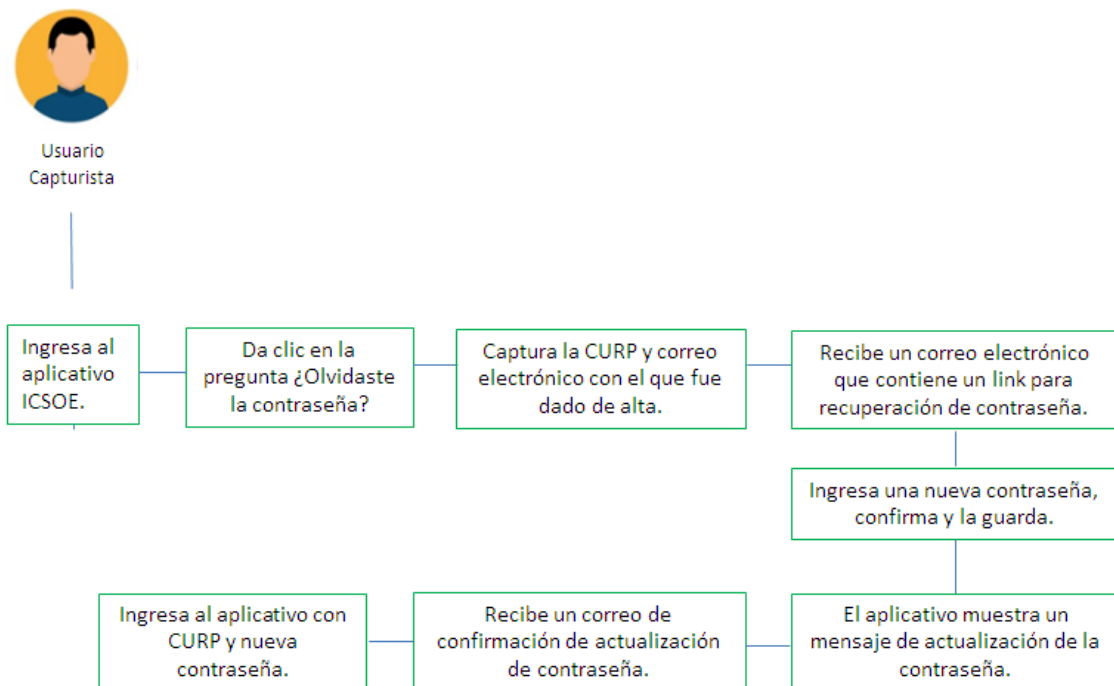 Usuario
Capturista
Ingresa al
aplicativo
ICSOE.
Da clic en la
pregunta ¿Olvidaste
la contraseña?
Captura la CURP y correo
electrónico con el que fue
dado de alta.
Recibe un correo electrónico
que contiene un link para
recuperación de contraseña.
Ingresa una nueva contraseña,
confirma y la guarda.
El aplicativo muestra un
mensaje de actualización de la
contraseña.
Recibe un correo de
confirmación de actualización
de contraseña.
Ingresa al aplicativo con
CURP y nueva
contraseña.